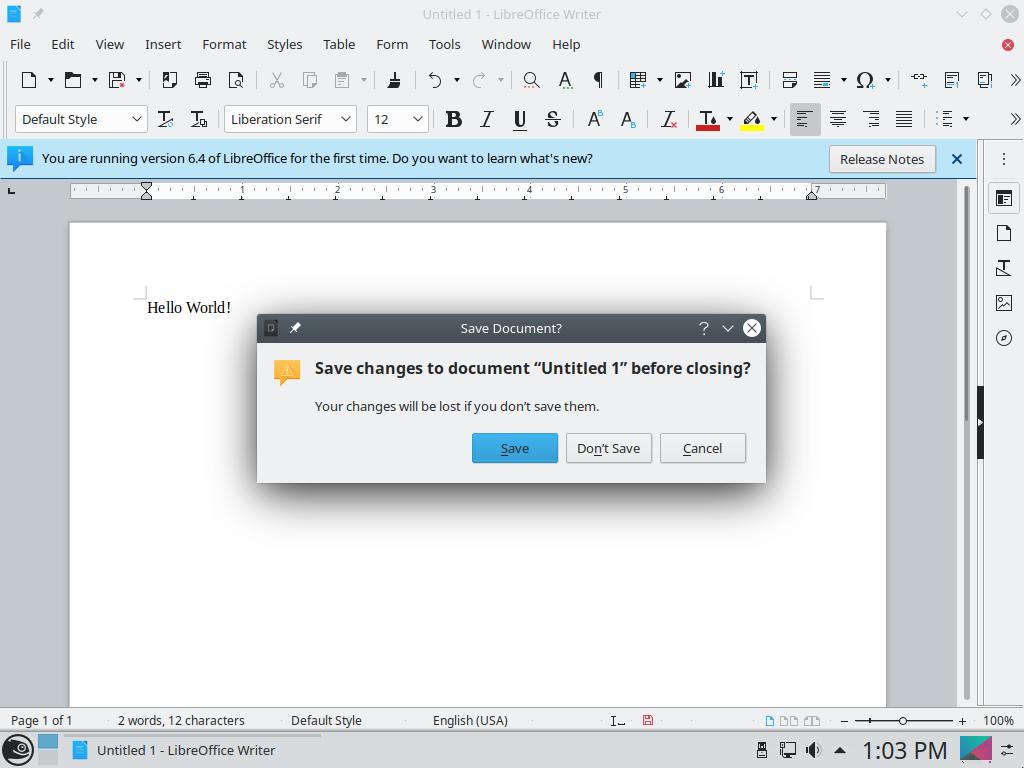 Untitled 1 - LibreOffice Writer
File Edit View Insert Format Styles Table Form Tools Window Help
Default Style Liberation Serif 12
You are running version 6.4 of LibreOffice for the first time. Do you want to learn what's new? Release Notes
1 2 3 4 5 6 7
Hello World!
Save Document?
Save changes to document “Untitled 1” before closing?
Your changes will be lost if you don’t save them.
Save Don’t Save Cancel
Page 1 of 1 2 words, 12 characters Default Style English (USA) 100%
Untitled 1 - LibreOffice Writer 1:03 PM